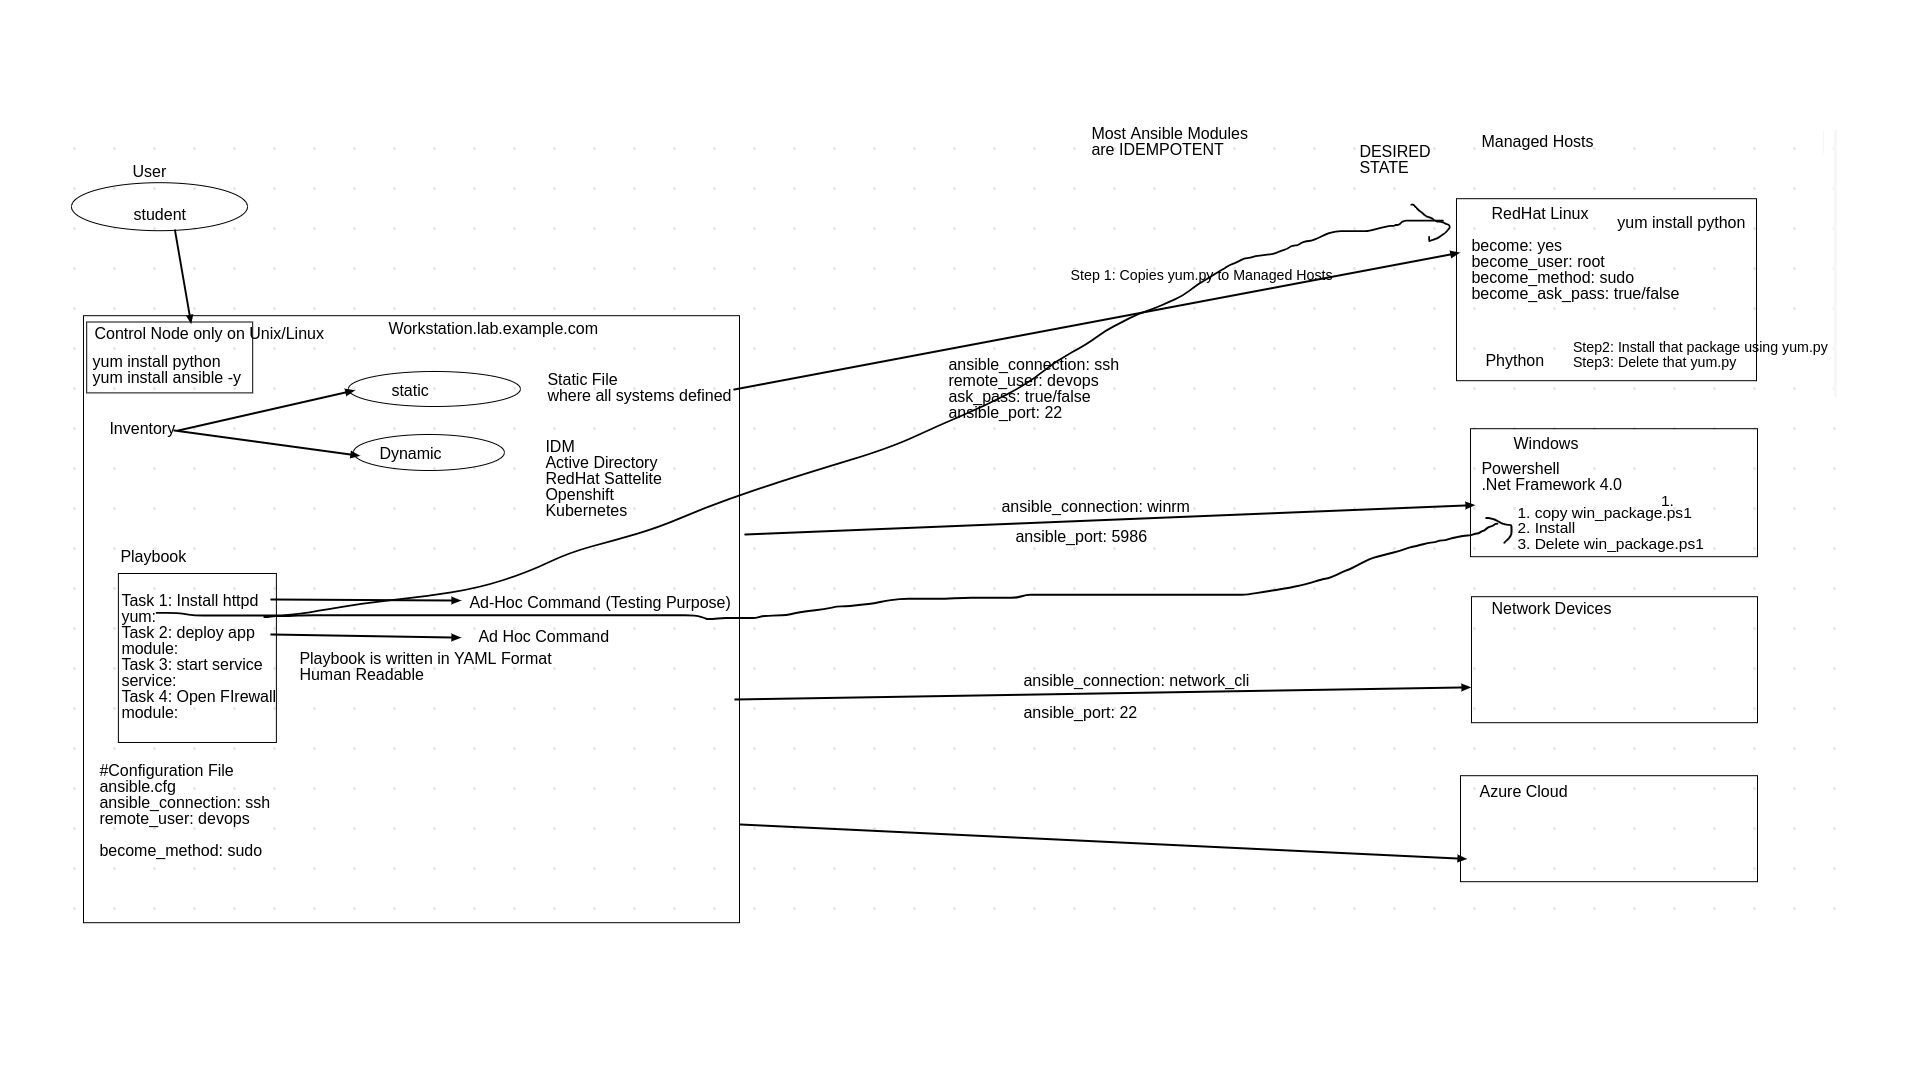 User
student
Control Node only on Unix/Linux
yum install python
yum install ansible -y
Workstation.lab.example.com
Inventory
static
Static File
where all systems defined
Dynamic
IDM
Active Directory
RedHat Sattelite
Openshift
Kubernetes
Playbook
Task 1: Install httpd
yum:
Task 2: deploy app
module:
Task 3: start service
service:
Task 4: Open FIrewall
module:
Ad-Hoc Command (Testing Purpose)
Ad Hoc Command
Playbook is written in YAML Format
Human Readable
#Configuration File
ansible.cfg
ansible_connection: ssh
remote_user: devops
become_method: sudo
Most Ansible Modules
are IDEMPOTENT
DESIRED
STATE
Step 1: Copies yum.py to Managed Hosts
ansible_connection: ssh
remote_user: devops
ask_pass: true/false
ansible_port: 22
ansible_connection: winrm
ansible_port: 5986
ansible_connection: network_cli
ansible_port: 22
Managed Hosts
RedHat Linux
yum install python
become: yes
become_user: root
become_method: sudo
become_ask_pass: true/false
Phython
Step2: Install that package using yum.py
Step3: Delete that yum.py
Windows
Powershell
.Net Framework 4.0
1.
1. copy win_package.ps1
2. Install
3. Delete win_package.ps1
Network Devices
Azure Cloud